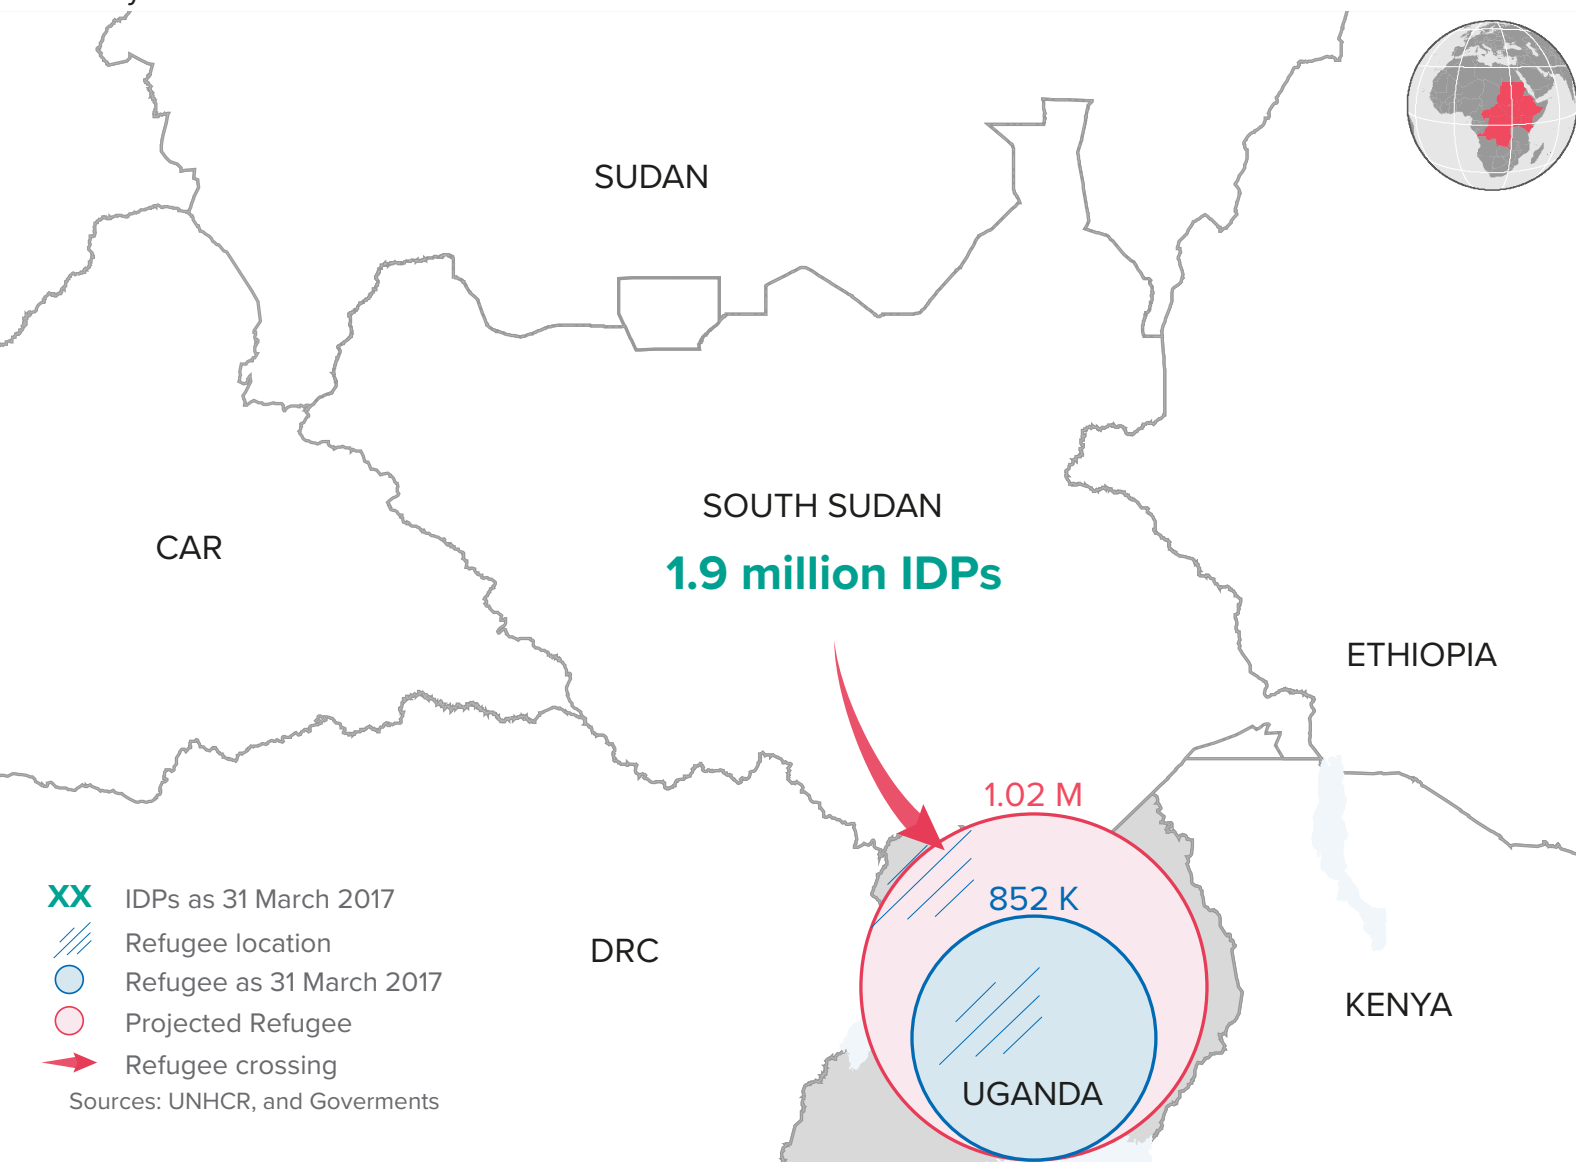 SUDAN
SOUTH SUDAN
CAR
1.9 million IDPs
ETHIOPIA
1.02 M
852 K
XX IDPs as 31 March 2017
Refugee location
DRC
Refugee as 31 March 2017
KENYA
Projected Refugee
Refugee crossing
UGANDA
Sources: UNHCR, and Goverments